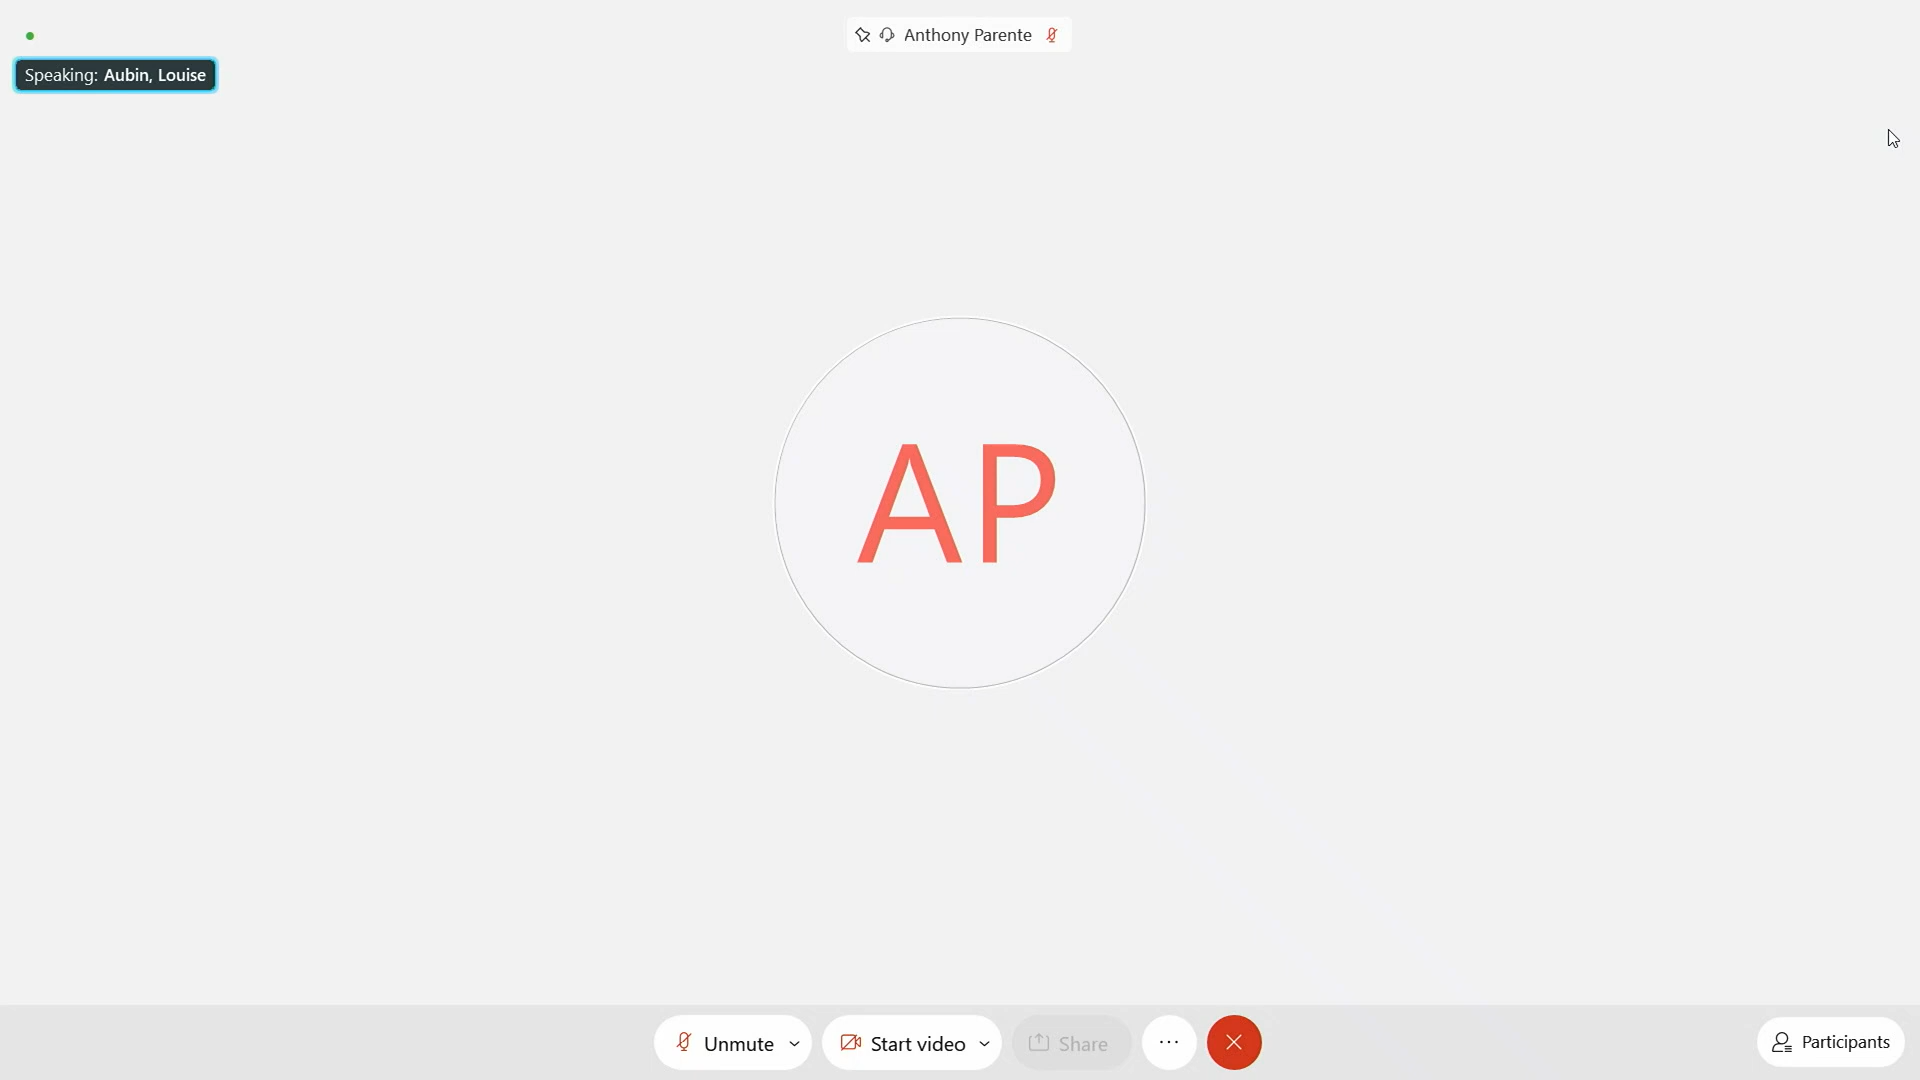 Anthony Parente
Speaking: Aubin, Louise
AP
Unmute
Start video
Share
Participants